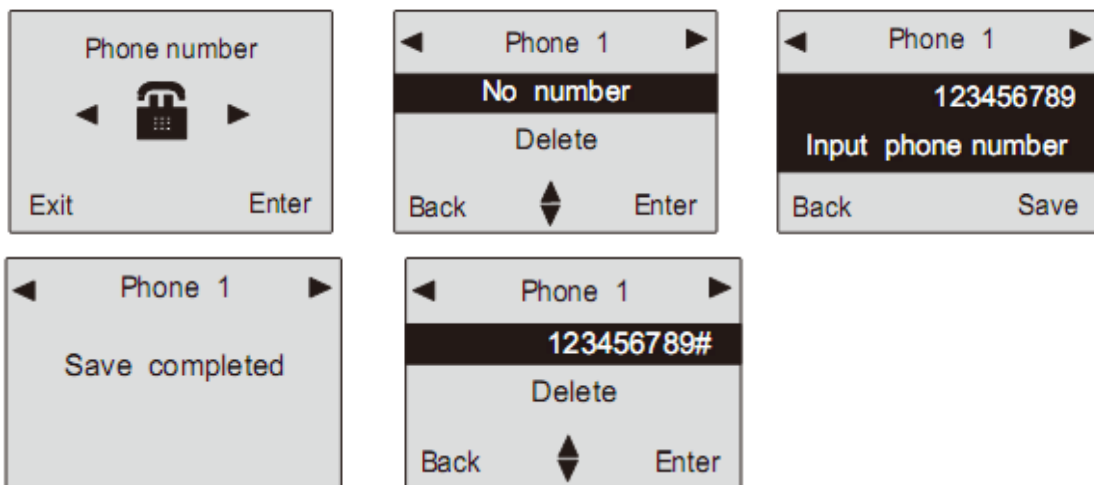 Phone number
Exit Enter
Phone 1
No number
Delete
Back Enter
Phone 1
123456789
Input phone number
Back Save
Phone 1
Save completed
Phone 1
123456789#
Delete
Back Enter